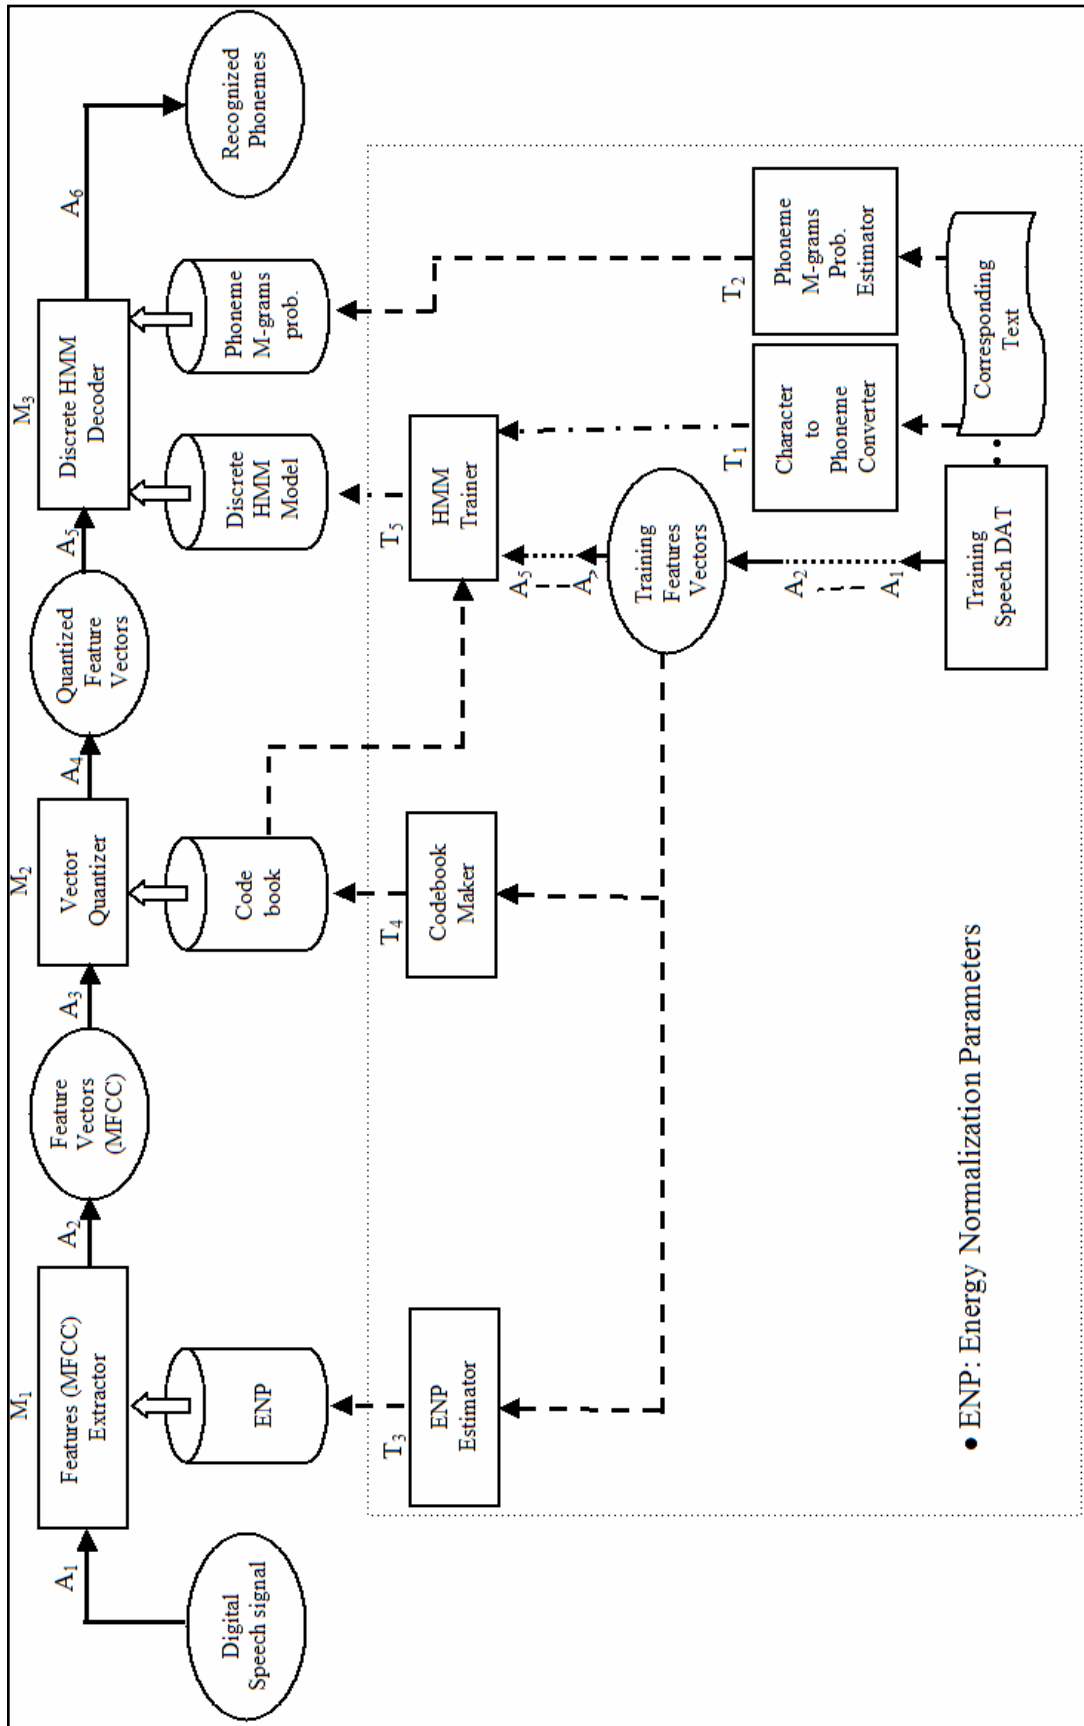 M₁
M₂
M₃
A₁
Features (MFCC)
Extractor
A₂
Feature
Vectors
(MFCC)
A₃
Vector
Quantizer
A₄
Quantized
Feature
Vectors
A₅
Discrete HMM
Decoder
A₆
Digital
Speech signal
ENP
Code
book
Discrete
HMM
Model
Phoneme
M-grams
prob.
Recognized
Phonemes
T₃
ENP
Estimator
T₄
Codebook
Maker
T₅
HMM
Trainer
A₅
Training
Features
Vectors
A₂
A₁
T₁
Character
to
Phoneme
Converter
T₂
Phoneme
M-grams
Prob.
Estimator
Training
Speech DAT
Corresponding
Text
• ENP: Energy Normalization Parameters